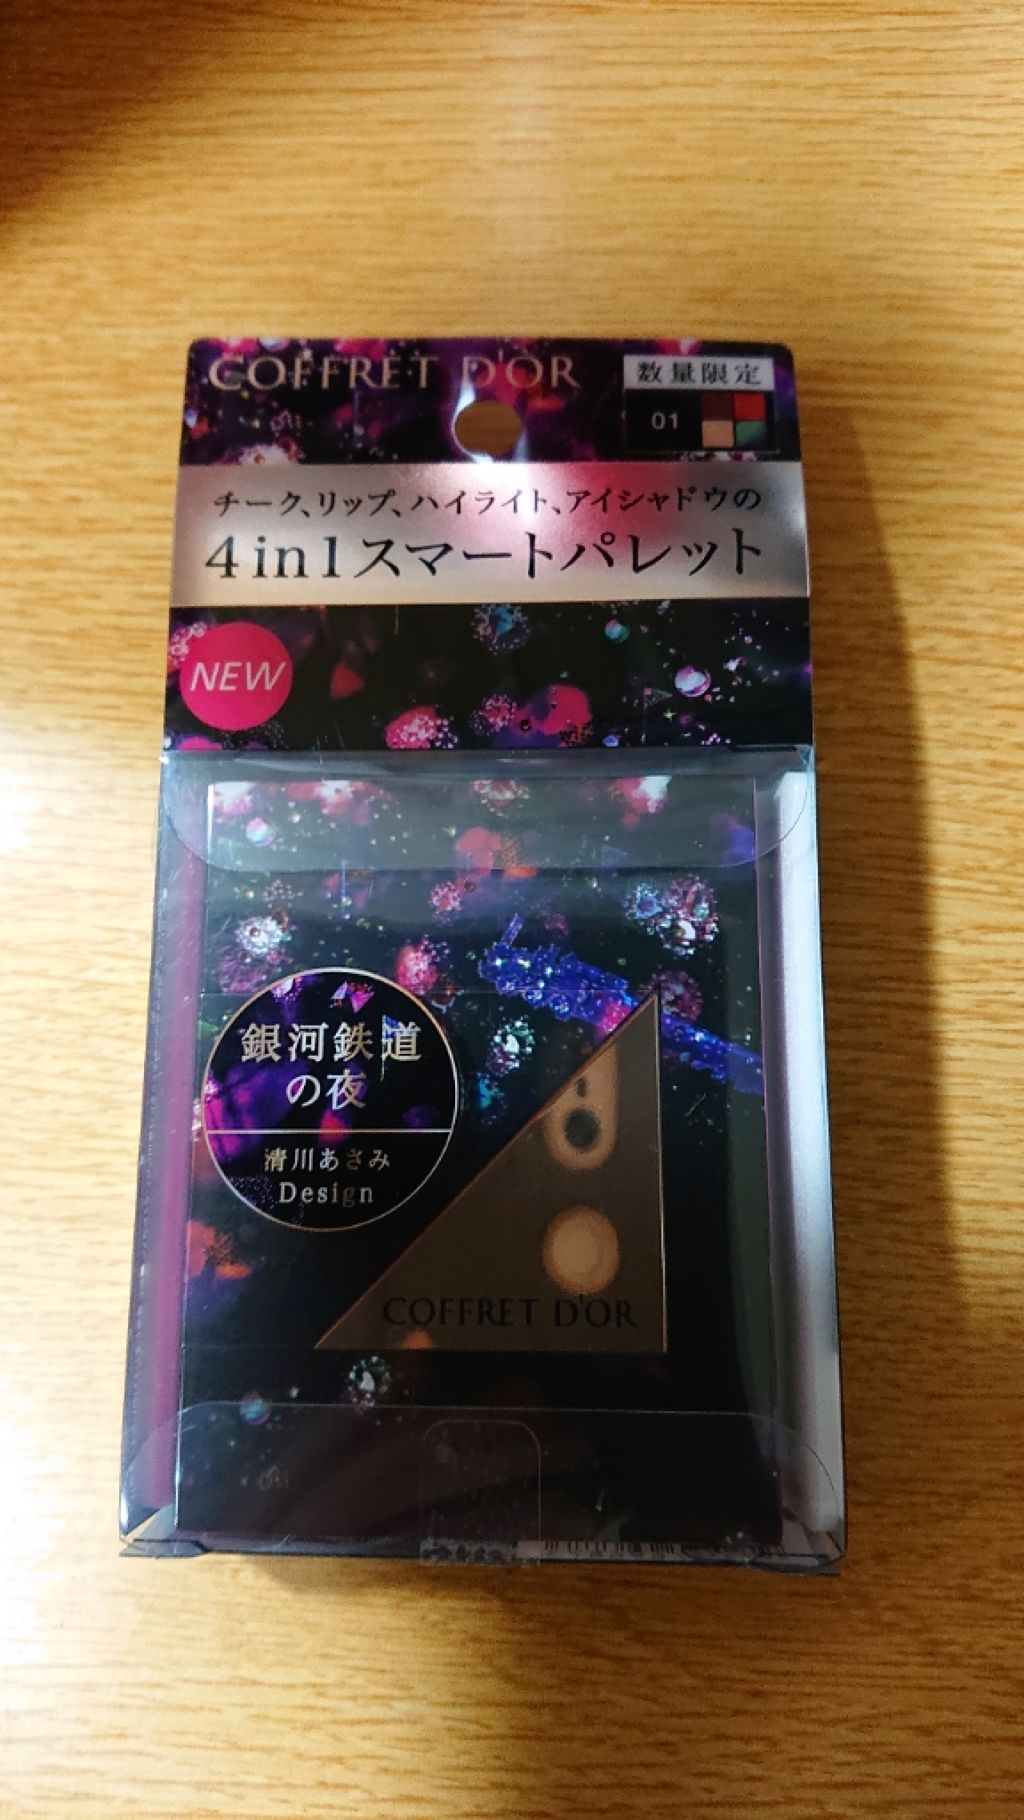 COFFRET D'OR
数量限定
01
チーク、リップ、ハイライト、アイシャドウの
4in1スマートパレット
NEW
銀河鉄道
の夜
清川あさみ
Design
COFFRET D'OR